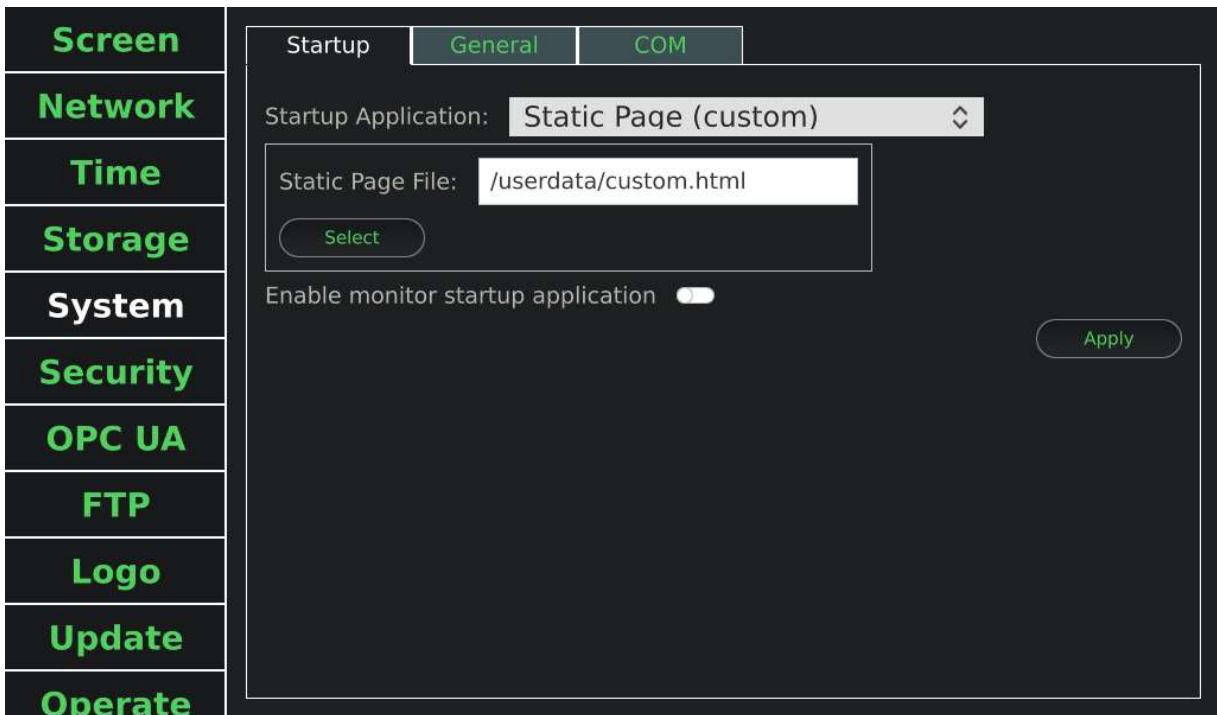 Screen
Network
Time
Storage
System
Security
OPC UA
FTP
Logo
Update
Operate
Startup General COM
Startup Application: Static Page (custom)
Static Page File: /userdata/custom.html
Select
Enable monitor startup application
Apply